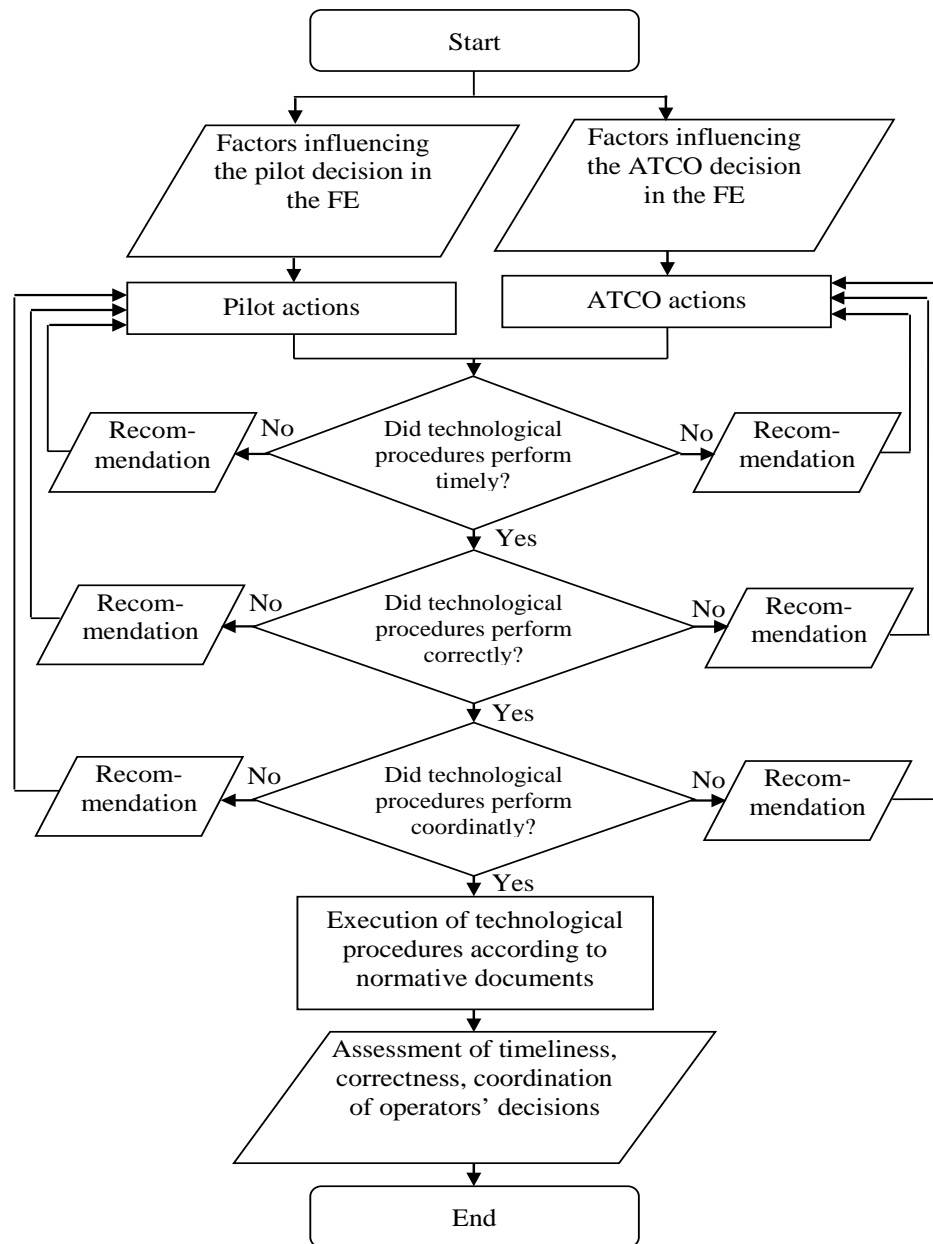 Start
Factors influencing
the pilot decision in
the FE
Factors influencing
the ATCO decision
in the FE
Pilot actions
ATCO actions
Recom-
mendation
No
Did technological
procedures perform
timely?
No
Recom-
mendation
Yes
Recom-
mendation
No
Did technological
procedures perform
correctly?
No
Recom-
mendation
Yes
Recom-
mendation
No
Did technological
procedures perform
coordinatly?
No
Recom-
mendation
Yes
Execution of technological
procedures according to
normative documents
Assessment of timeliness,
correctness, coordination
of operators’ decisions
End